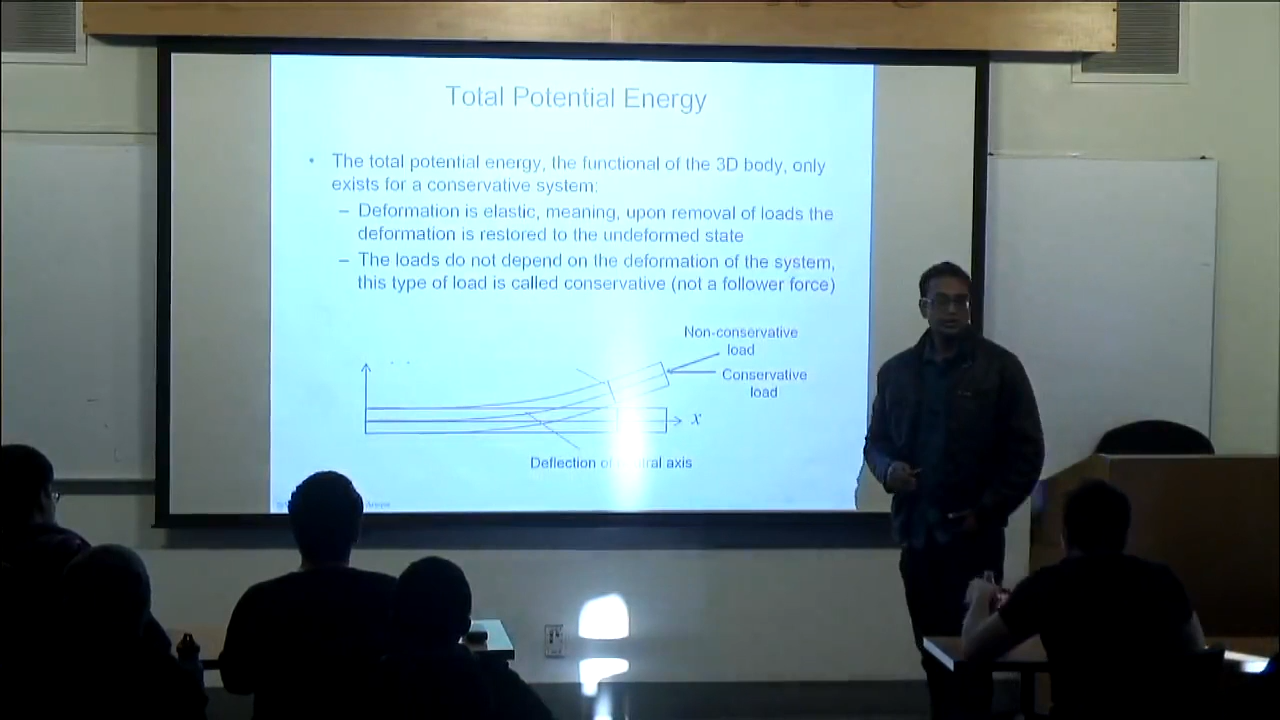 Total Potential Energy
• The total potential energy, the functional of the 3D body, only
exists for a conservative system:
– Deformation is elastic, meaning, upon removal of loads the
deformation is restored to the undeformed state
– The loads do not depend on the deformation of the system,
this type of load is called conservative (not a follower force)
Non-conservative
load
Conservative
load
x
Deflection of axis